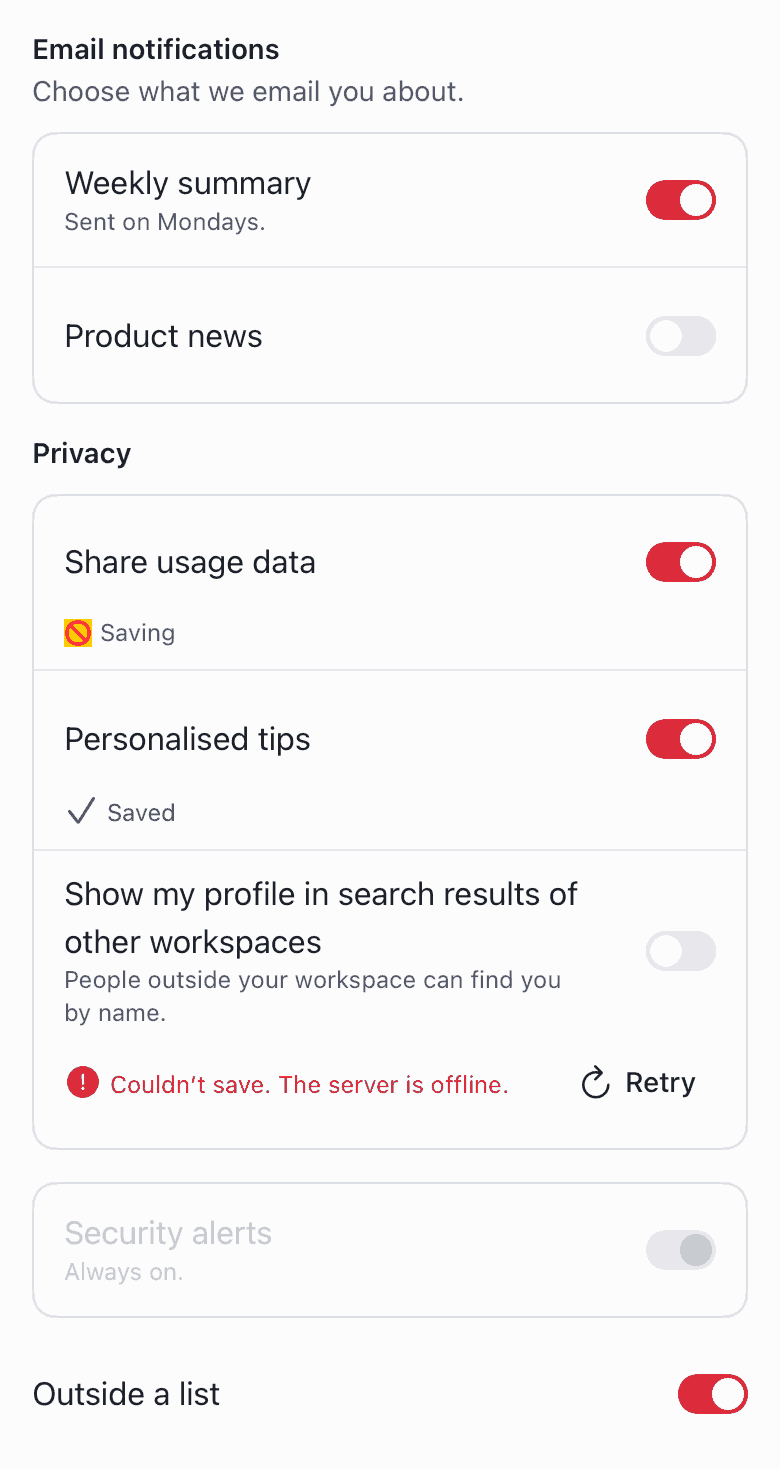 Email notifications
Choose what we email you about.
Weekly summary
Sent on Mondays.
Product news
Privacy
Share usage data
Saving
Personalised tips
Saved
Show my profile in search results of
other workspaces
People outside your workspace can find you
by name.
Couldn’t save. The server is offline.
Retry
Security alerts
Always on.
Outside a list